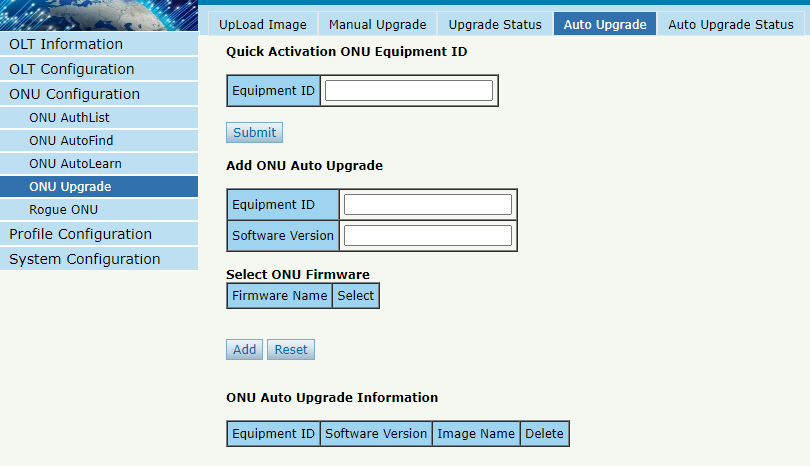 UpLoad Image Manual Upgrade Upgrade Status Auto Upgrade Auto Upgrade Status
OLT Information
OLT Configuration
ONU Configuration
ONU AuthList
ONU AutoFind
ONU AutoLearn
ONU Upgrade
Rogue ONU
Profile Configuration
System Configuration
Quick Activation ONU Equipment ID
Equipment ID
Submit
Add ONU Auto Upgrade
Equipment ID
Software Version
Select ONU Firmware
Firmware Name Select
Add Reset
ONU Auto Upgrade Information
Equipment ID Software Version Image Name Delete